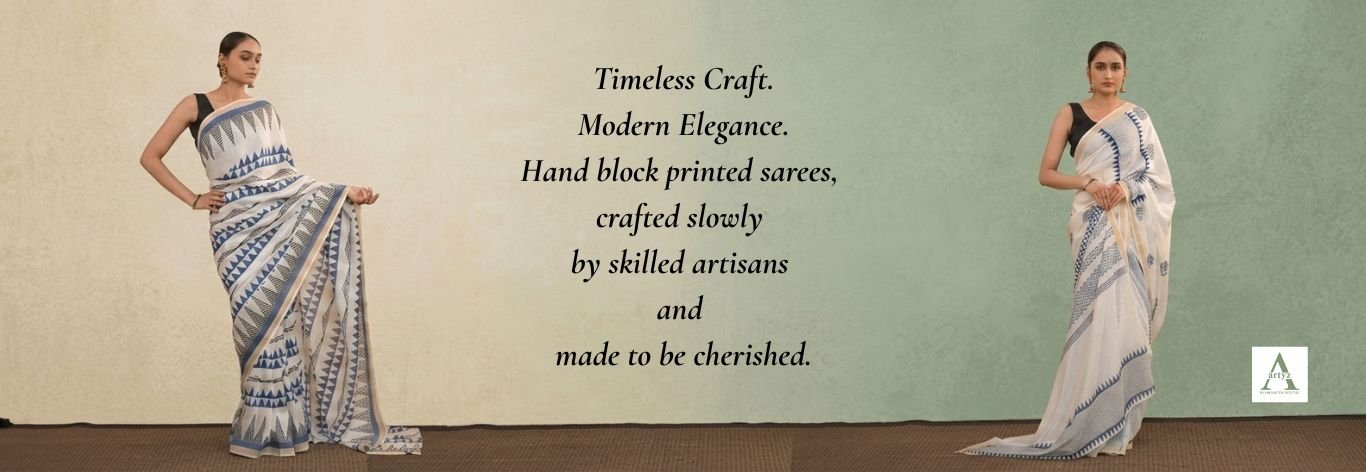 Timeless Craft.
Modern Elegance.
Hand block printed sarees,
crafted slowly
by skilled artisans
and
made to be cherished.
A
artyz